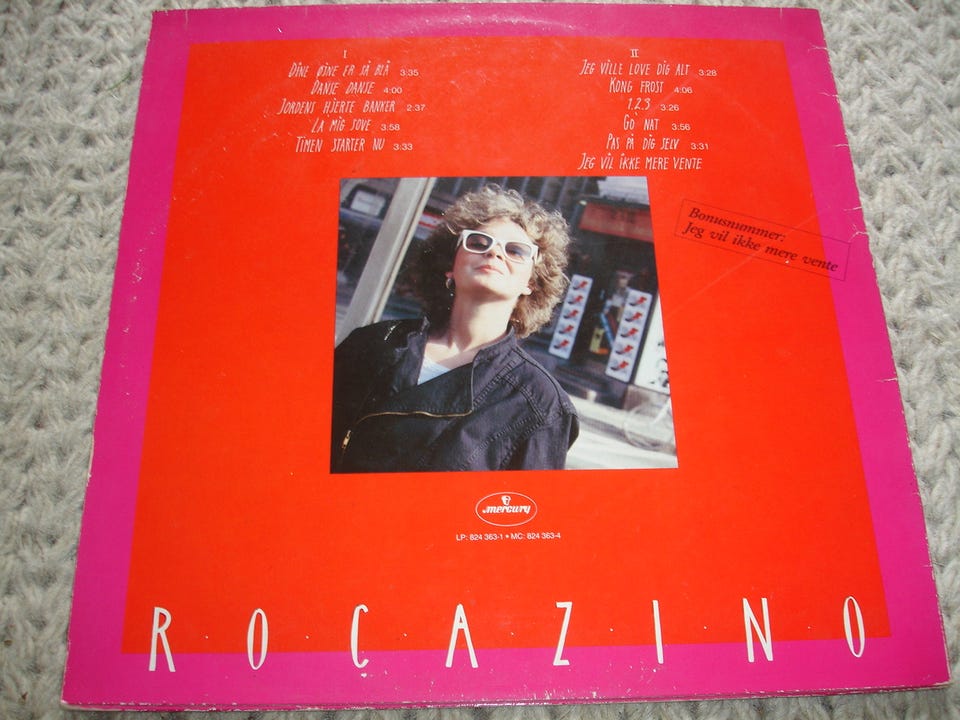 I
DINE ØJNE ER SÅ BLÅ 3:35
DANSE DANSE 4:00
JORDENS HJERTE BANKER 2:37
LA MIG SOVE 3:58
TIMEN STARTER NU 3:33
II
JEG VILLE LOVE DIG ALT 3:28
KONG FROST 4:06
1.2.3 3:26
GO' NAT 3:56
PAS PÅ DIG SELV 3:31
JEG VIL IKKE MERE VENTE
Bonusnummer:
Jeg vil ikke mere vente
mercury
LP: 824 363-1 • MC: 824 363-4
R·O·C·A·Z·I·N·O